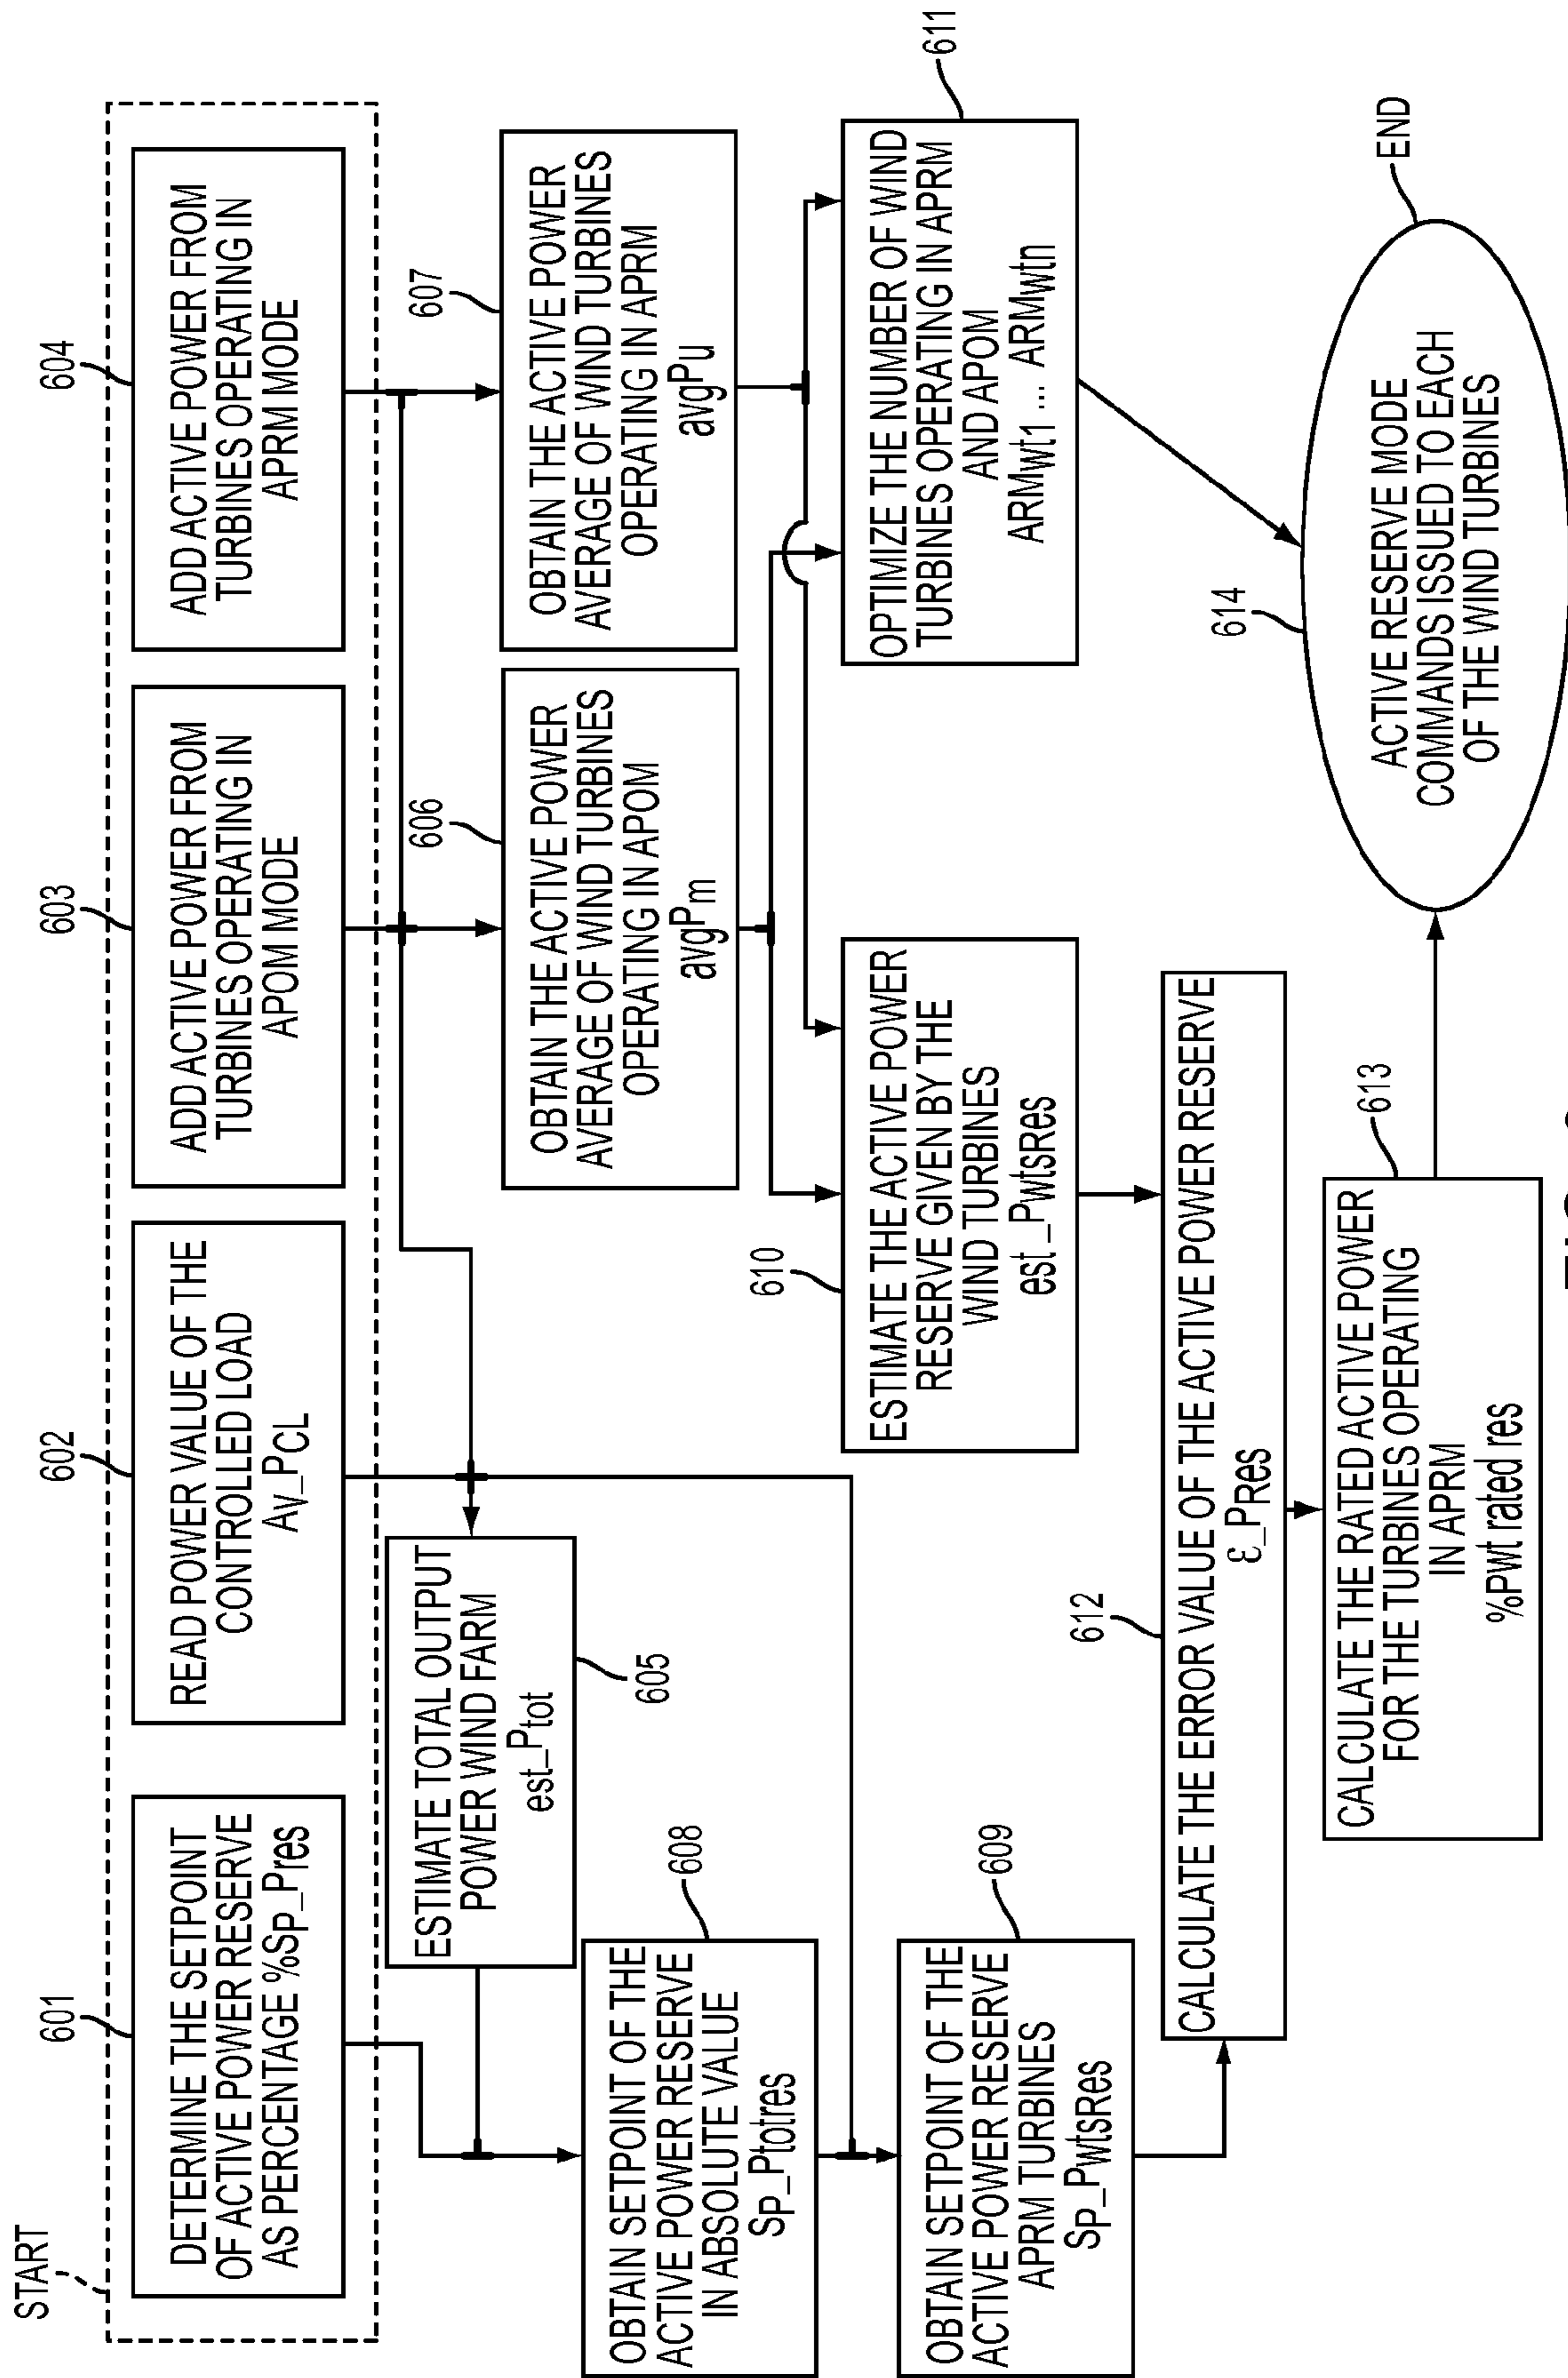 START
601
DETERMINE THE SETPOINT
OF ACTIVE POWER RESERVE
AS PERCENTAGE %SP_Pres
602
READ POWER VALUE OF THE
CONTROLLED LOAD
AV_PCL
603
ADD ACTIVE POWER FROM
TURBINES OPERATING IN
APOM MODE
604
ADD ACTIVE POWER FROM
TURBINES OPERATING IN
APRM MODE
ESTIMATE TOTAL OUTPUT
POWER WIND FARM
est_Ptot
605
606
OBTAIN THE ACTIVE POWER
AVERAGE OF WIND TURBINES
OPERATING IN APOM
avgPm
607
OBTAIN THE ACTIVE POWER
AVERAGE OF WIND TURBINES
OPERATING IN APRM
avgPu
608
OBTAIN SETPOINT OF THE
ACTIVE POWER RESERVE
IN ABSOLUTE VALUE
SP_Ptotres
609
OBTAIN SETPOINT OF THE
ACTIVE POWER RESERVE
APRM TURBINES
SP_PwtsRes
610
ESTIMATE THE ACTIVE POWER
RESERVE GIVEN BY THE
WIND TURBINES
est_PwtsRes
611
OPTIMIZE THE NUMBER OF WIND
TURBINES OPERATING IN APRM
AND APOM
ARMwt1 ... ARMwtn
612
CALCULATE THE ERROR VALUE OF THE ACTIVE POWER RESERVE
ε_PRes
613
CALCULATE THE RATED ACTIVE POWER
FOR THE TURBINES OPERATING
IN APRM
%Pwt rated res
614
ACTIVE RESERVE MODE
COMMANDS ISSUED TO EACH
OF THE WIND TURBINES
END